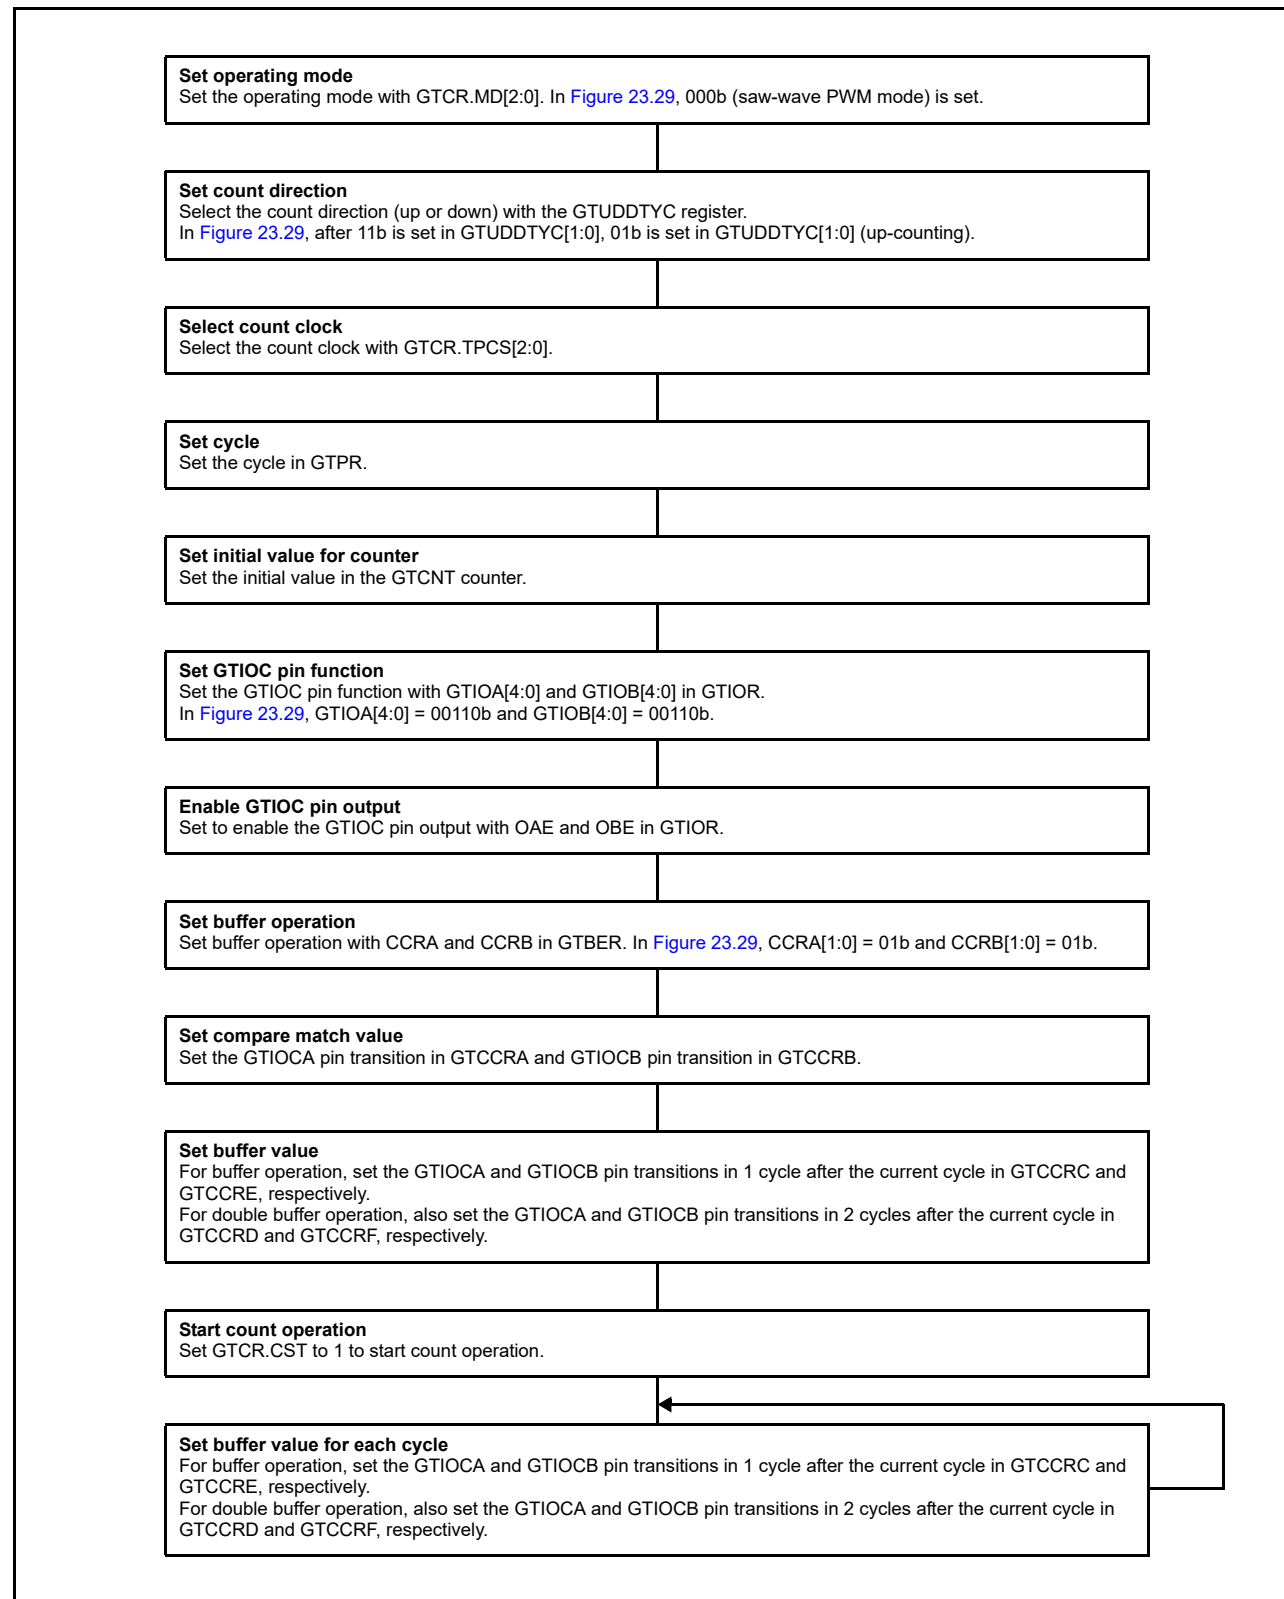 Set operating mode
Set the operating mode with GTCR.MD[2:0]. In Figure 23.29, 000b (saw-wave PWM mode) is set.
Set count direction
Select the count direction (up or down) with the GTUDDTYC register.
In Figure 23.29, after 11b is set in GTUDDTYC[1:0], 01b is set in GTUDDTYC[1:0] (up-counting).
Select count clock
Select the count clock with GTCR.TPCS[2:0].
Set cycle
Set the cycle in GTPR.
Set initial value for counter
Set the initial value in the GTCNT counter.
Set GTIOC pin function
Set the GTIOC pin function with GTIOA[4:0] and GTIOB[4:0] in GTIOR.
In Figure 23.29, GTIOA[4:0] = 00110b and GTIOB[4:0] = 00110b.
Enable GTIOC pin output
Set to enable the GTIOC pin output with OAE and OBE in GTIOR.
Set buffer operation
Set buffer operation with CCRA and CCRB in GTBER. In Figure 23.29, CCRA[1:0] = 01b and CCRB[1:0] = 01b.
Set compare match value
Set the GTIOCA pin transition in GTCCRA and GTIOCB pin transition in GTCCRB.
Set buffer value
For buffer operation, set the GTIOCA and GTIOCB pin transitions in 1 cycle after the current cycle in GTCCRC and
GTCCRE, respectively.
For double buffer operation, also set the GTIOCA and GTIOCB pin transitions in 2 cycles after the current cycle in
GTCCRD and GTCCRF, respectively.
Start count operation
Set GTCR.CST to 1 to start count operation.
Set buffer value for each cycle
For buffer operation, set the GTIOCA and GTIOCB pin transitions in 1 cycle after the current cycle in GTCCRC and
GTCCRE, respectively.
For double buffer operation, also set the GTIOCA and GTIOCB pin transitions in 2 cycles after the current cycle in
GTCCRD and GTCCRF, respectively.